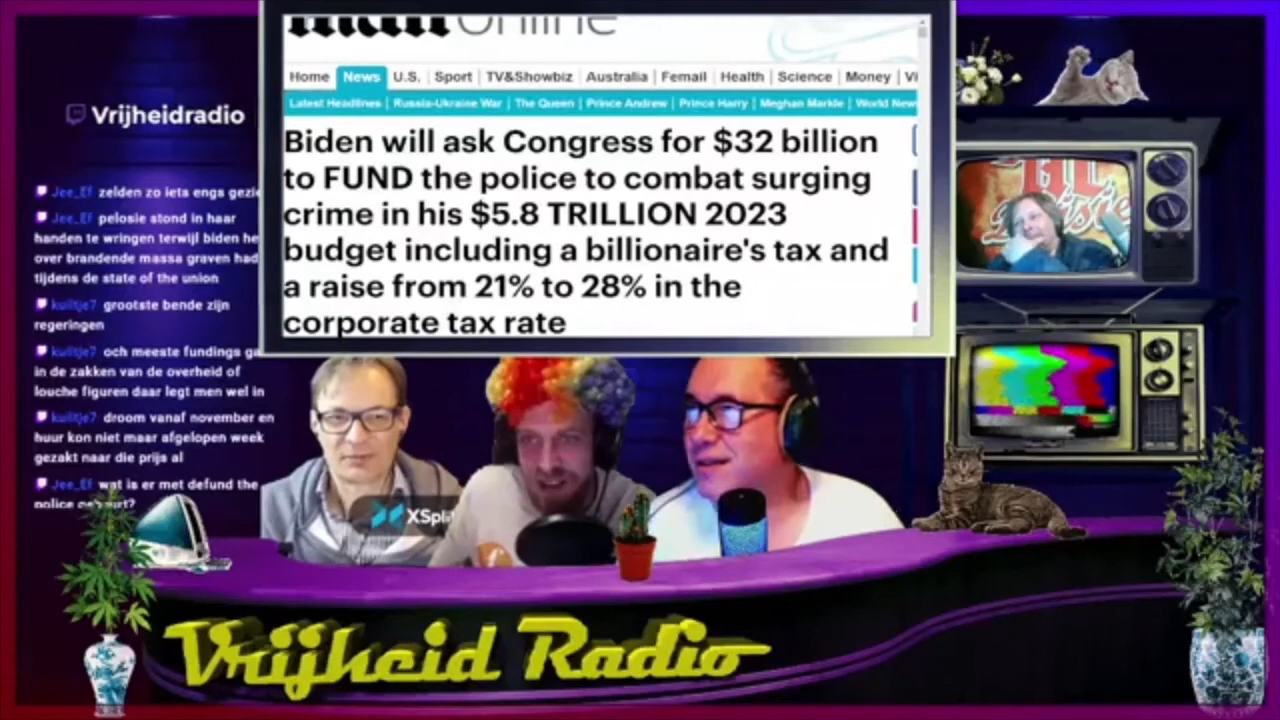 Online
Home News U.S. Sport TV&Showbiz Australia Femail Health Science Money
Latest Headlines Russia-Ukraine War The Queen Prince Andrew Prince Harry Meghan Markle World News
Biden will ask Congress for $32 billion
to FUND the police to combat surging
crime in his $5.8 TRILLION 2023
budget including a billionaire's tax and
a raise from 21% to 28% in the
corporate tax rate
Vrijheidradio
Jee_Ef zelden zo iets engs
Jee_Ef pelosie stond in haar
handen te wringen terwijl biden
over brandende massa graven had
tijdens de state of the union
kuiltje7 grootste bende zijn
regeringen
kuiltje7 och meeste fundings
in de zakken van de overheid of
louche figuren daar legt men wel in
kuiltje7 droom vanaf november en
huur kon niet maar afgelopen week
gezakt naar die prijs al
Jee_Ef wat is er met defund the
police
XSplit
Vrijheid Radio